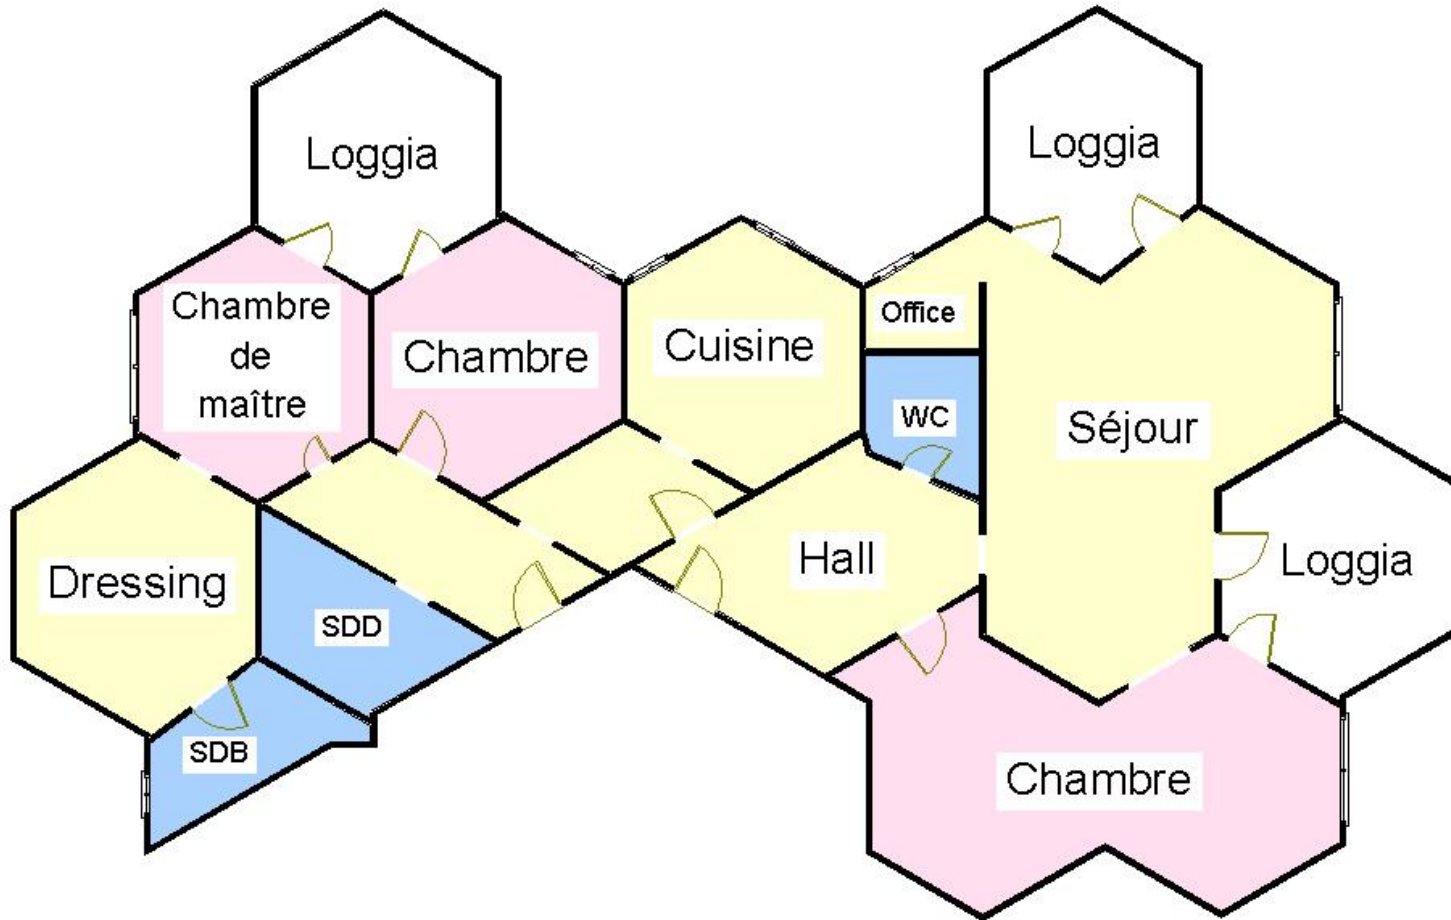 Loggia
Loggia
Chambre
de
maître
Chambre
Cuisine
Office
WC
Séjour
Dressing
SDD
Hall
Loggia
SDB
Chambre